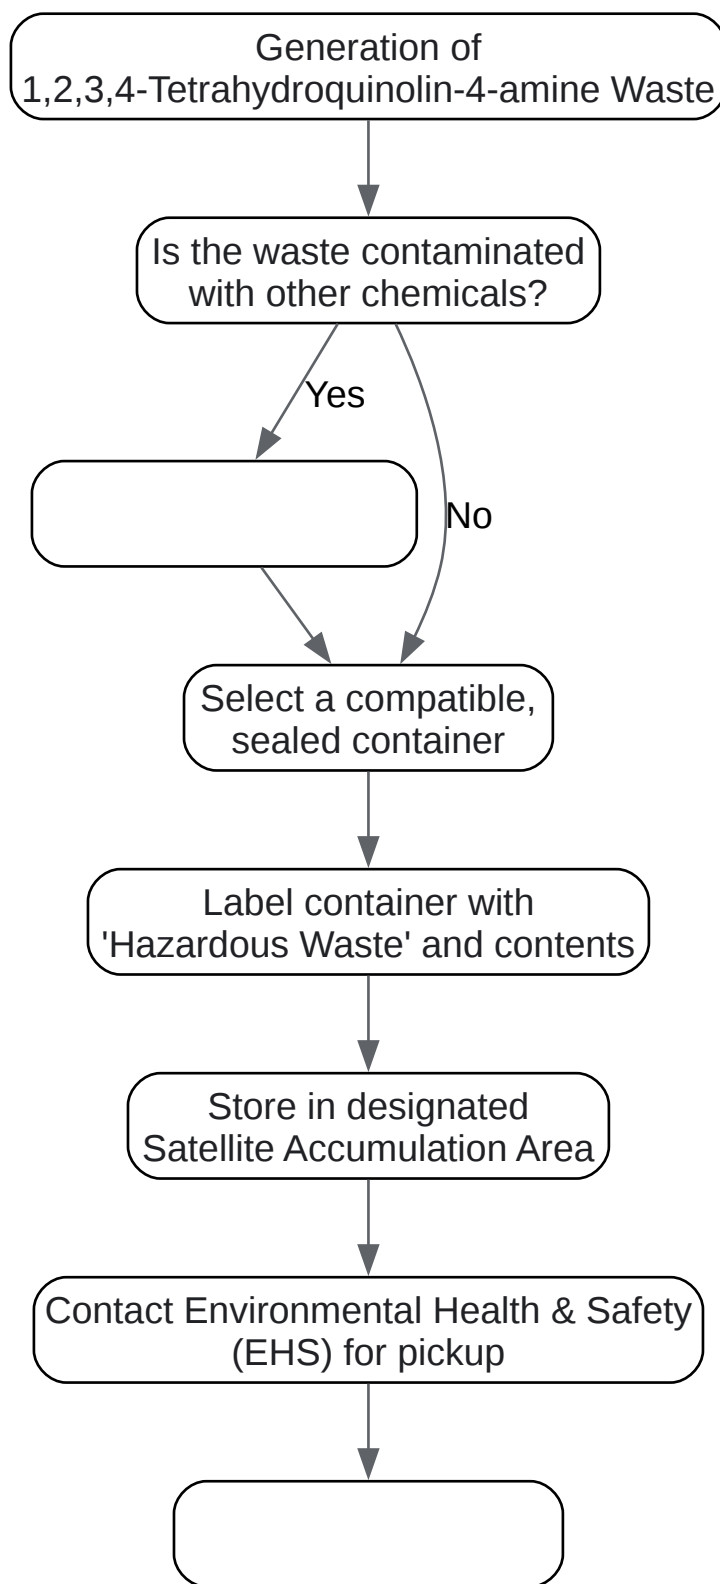 Generation of
1,2,3,4-Tetrahydroquinolin-4-amine Waste
Is the waste contaminated
with other chemicals?
Yes
No
Select a compatible,
sealed container
Label container with
'Hazardous Waste' and contents
Store in designated
Satellite Accumulation Area
Contact Environmental Health & Safety
(EHS) for pickup